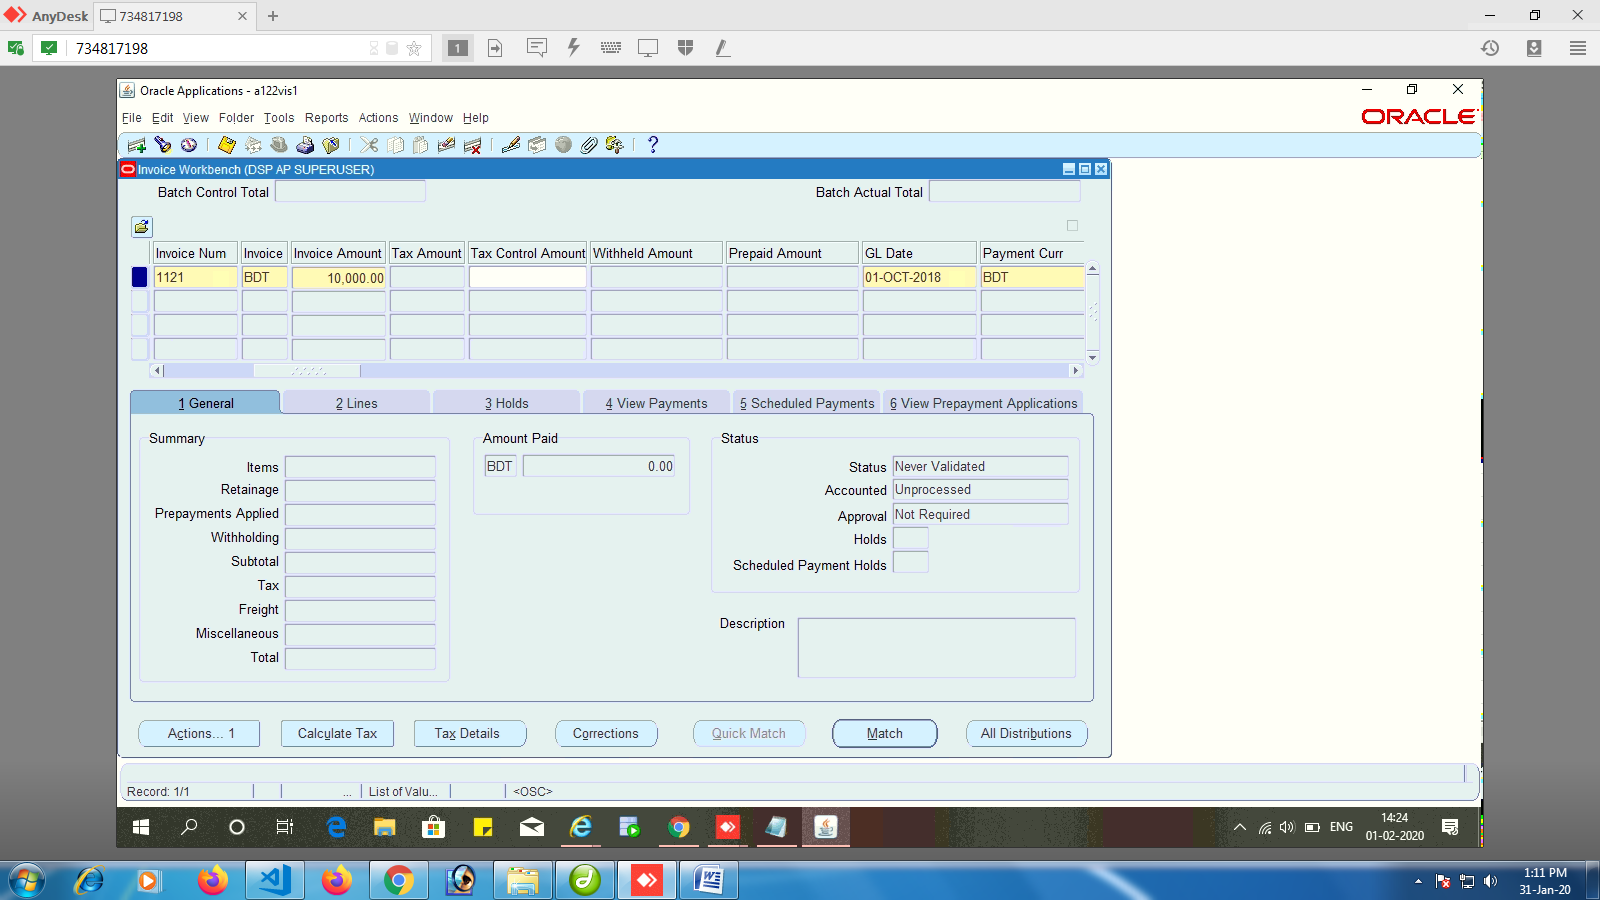 AnyDesk 734817198
734817198 1
Oracle Applications - a122vis1
File Edit View Folder Tools Reports Actions Window Help
ORACLE
Invoice Workbench (DSP AP SUPERUSER)
Batch Control Total Batch Actual Total
Invoice Num Invoice Invoice Amount Tax Amount Tax Control Amount Withheld Amount Prepaid Amount GL Date Payment Curr
1121 BDT 10,000.00 01-OCT-2018 BDT
1 General 2 Lines 3 Holds 4 View Payments 5 Scheduled Payments 6 View Prepayment Applications
Summary Amount Paid Status
Items BDT 0.00 Status Never Validated
Retainage Accounted Unprocessed
Prepayments Applied Approval Not Required
Withholding Holds
Subtotal Scheduled Payment Holds
Tax
Freight
Miscellaneous Description
Total
Actions... 1 Calculate Tax Tax Details Corrections Quick Match Match All Distributions
Record: 1/1 ... List of Valu... <OSC>
ENG 14:24
01-02-2020
1:11 PM
31-Jan-20